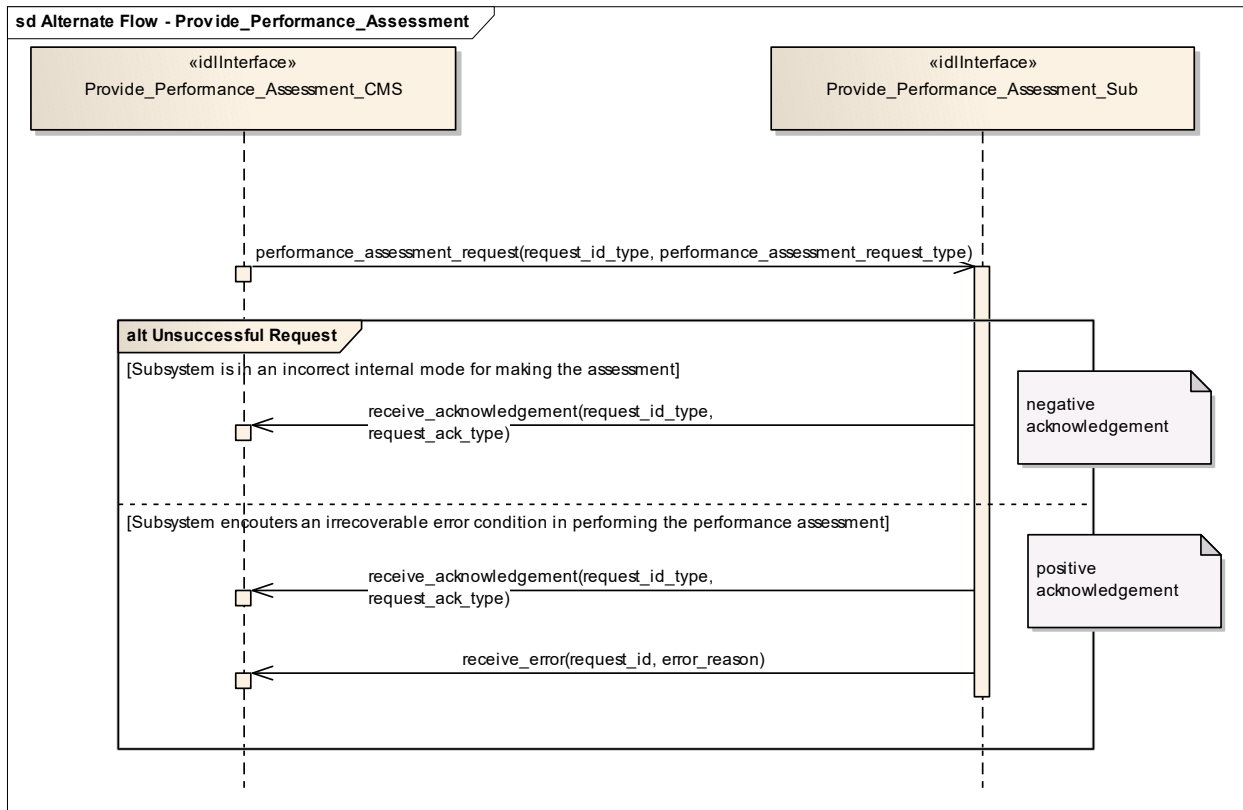 sd Alternate Flow - Provide_Performance_Assessment
«idlInterface»
Provide_Performance_Assessment_CMS
«idlInterface»
Provide_Performance_Assessment_Sub
performance_assessment_request(request_id_type, performance_assessment_request_type)
alt Unsuccessful Request
[Subsystem is in an incorrect internal mode for making the assessment]
receive_acknowledgement(request_id_type,
request_ack_type)
negative
acknowledgement
[Subsystem encouters an irrecoverable error condition in performing the performance assessment]
receive_acknowledgement(request_id_type,
request_ack_type)
positive
acknowledgement
receive_error(request_id, error_reason)